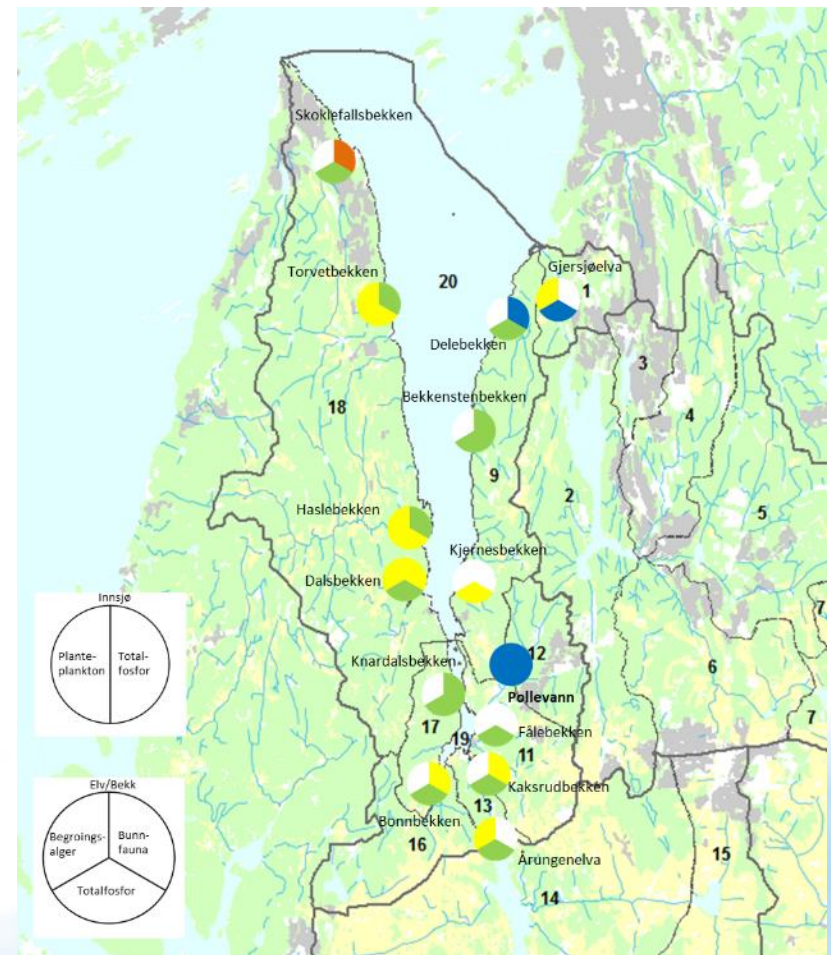 Skoklefallsbekken
Gjersjøelva
1
Torvetbekken
20
Delebekken
3
4
Bekkenstenbekken
18
9
2
5
Haslebekken
Kjernesbekken
Dalsbekken
Innsjø
Plante-
plankton
Total-
fosfor
7
12
6
Knardalsbekken
Pollevann
17
7
19
Fålebekken
11
Kaksrudbekken
Elv/Bekk
Begroings-
alger
Bunn-
fauna
Totalfosfor
13
Bonnbekken
16
Årungenelva
15
14